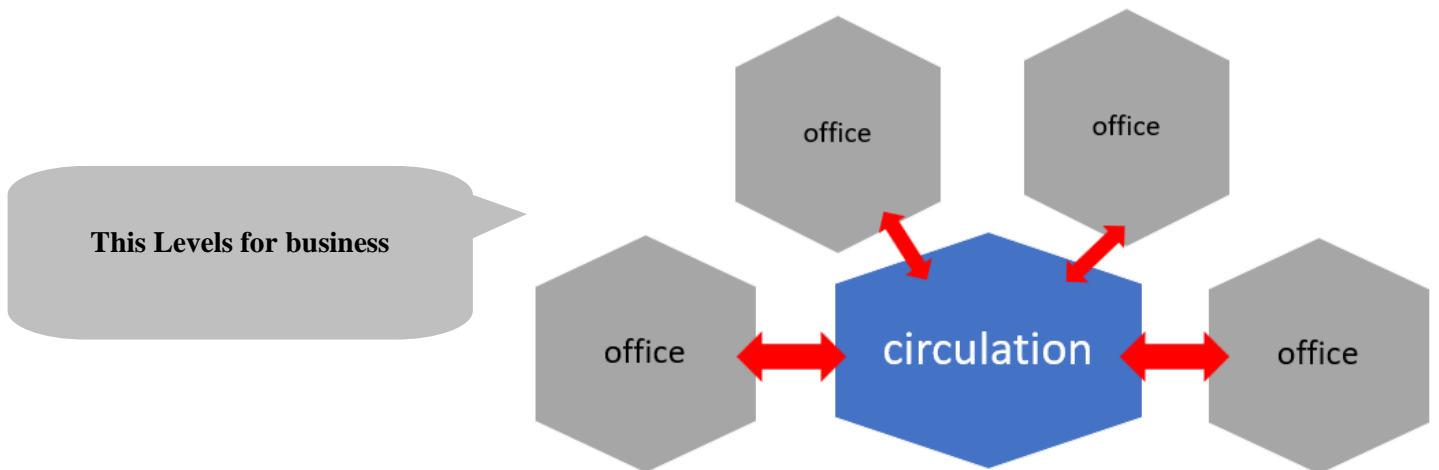 office
office
This Levels for business
office
circulation
office